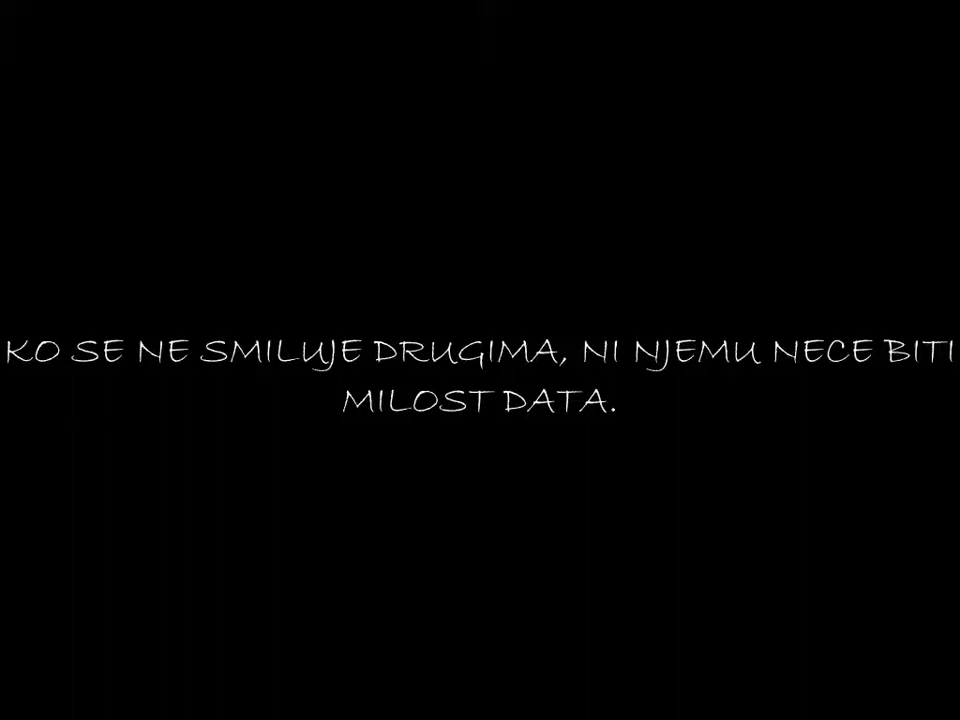 KO SE NE SMILUJE DRUGIMA, NI NJEMU NECE BITI
MILOST DATA.